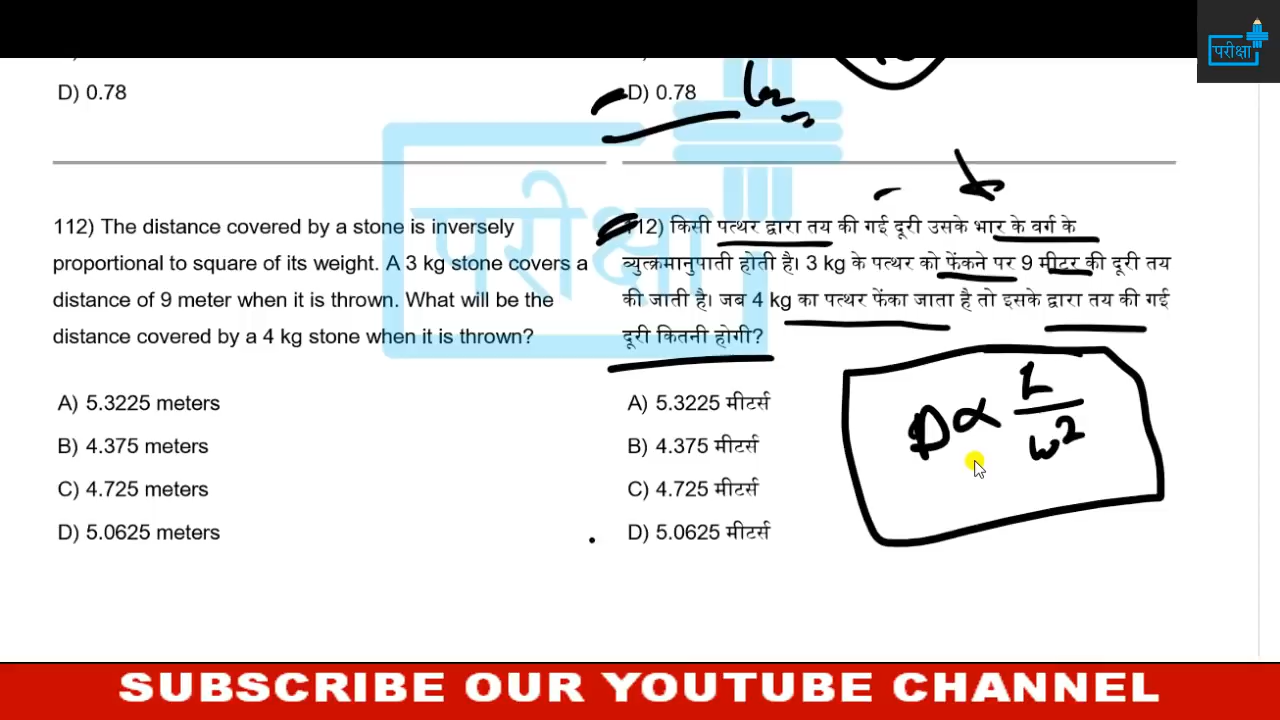 परीक्षा
D) 0.78
D) 0.78
परीक्षा
112) The distance covered by a stone is inversely
proportional to square of its weight. A 3 kg stone covers a
distance of 9 meter when it is thrown. What will be the
distance covered by a 4 kg stone when it is thrown?
A) 5.3225 meters
B) 4.375 meters
C) 4.725 meters
D) 5.0625 meters
12) किसी पत्थर द्वारा तय की गई दूरी उसके भार के वर्ग के
व्युत्क्रमानुपाती होती है। 3 kg के पत्थर को फेंकने पर 9 मीटर की दूरी तय
की जाती है। जब 4 kg का पत्थर फेंका जाता है तो इसके द्वारा तय की गई
दूरी कितनी होगी?
A) 5.3225 मीटर्स
B) 4.375 मीटर्स
C) 4.725 मीटर्स
D) 5.0625 मीटर्स
D ∝ 1/w²
SUBSCRIBE OUR YOUTUBE CHANNEL